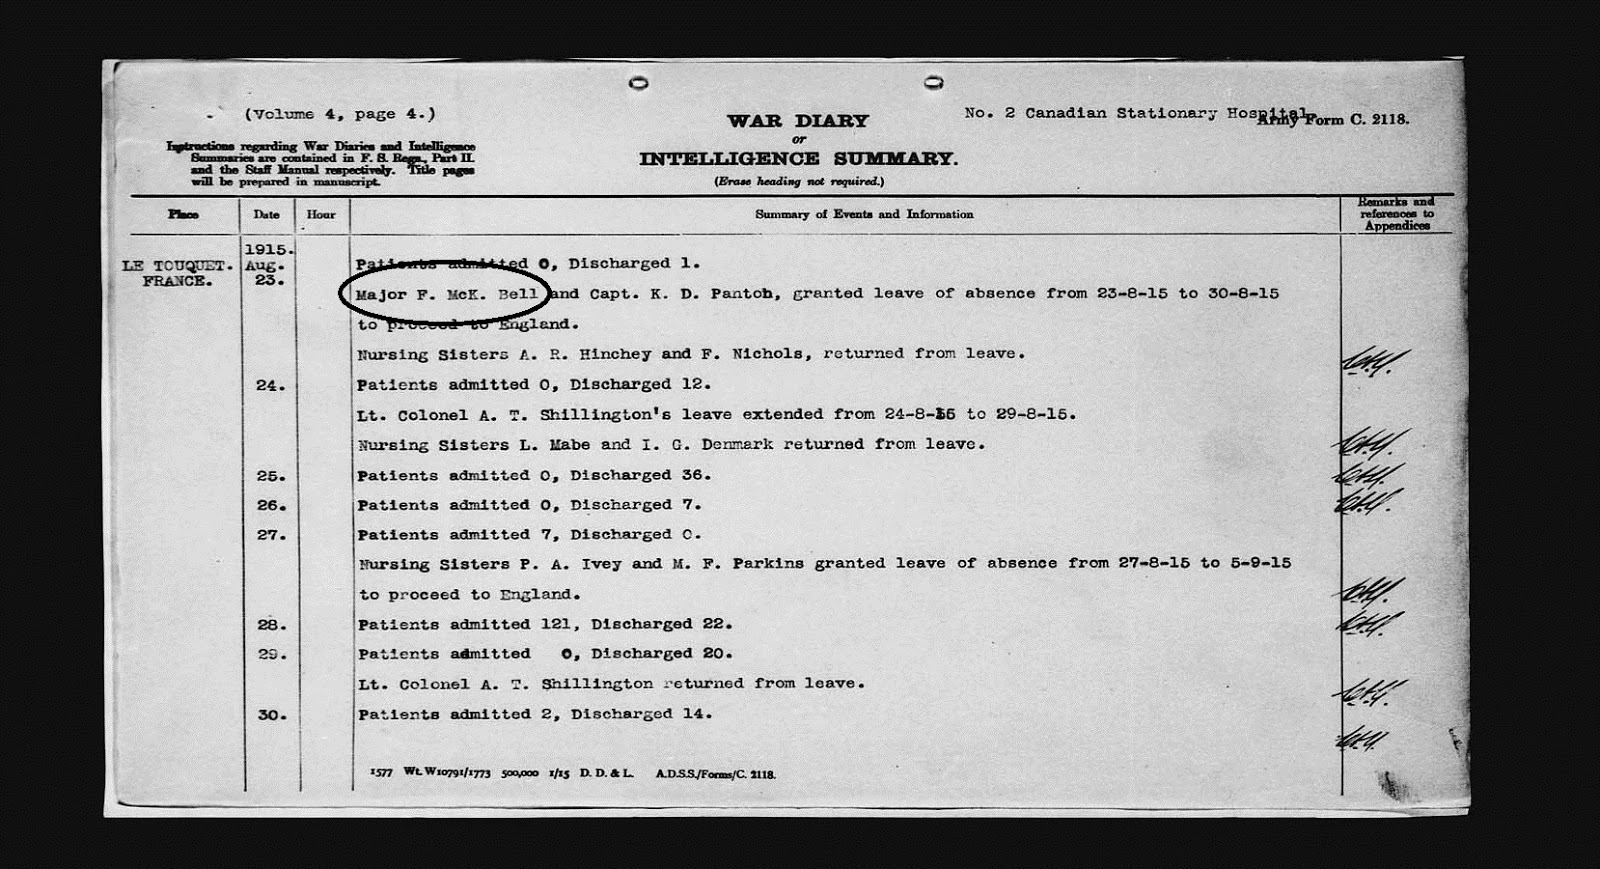 (Volume 4, page 4.)
No. 2 Canadian Stationary Hospital
Army Form C. 2118.
Instructions regarding War Diaries and Intelligence
Summaries are contained in F. S. Regs., Part II.
and the Staff Manual respectively. Title pages
will be prepared in manuscript.
WAR DIARY
or
INTELLIGENCE SUMMARY.
(Erase heading not required.)
Place Date Hour Summary of Events and Information Remarks and
references to
Appendices
1915.
LE TOUQUET. Aug. Patients admitted 0, Discharged 1.
FRANCE. 23.
Major F. McK. Bell and Capt. K. D. Panton, granted leave of absence from 23-8-15 to 30-8-15
to proceed to England.
Nursing Sisters A. R. Hinchey and F. Nichols, returned from leave.
24. Patients admitted 0, Discharged 12.
Lt. Colonel A. T. Shillington's leave extended from 24-8-15 to 29-8-15.
Nursing Sisters L. Mabe and I. G. Denmark returned from leave.
25. Patients admitted 0, Discharged 36.
26. Patients admitted 0, Discharged 7.
27. Patients admitted 7, Discharged 0.
Nursing Sisters P. A. Ivey and M. F. Parkins granted leave of absence from 27-8-15 to 5-9-15
to proceed to England.
28. Patients admitted 121, Discharged 22.
29. Patients admitted 0, Discharged 20.
Lt. Colonel A. T. Shillington returned from leave.
30. Patients admitted 2, Discharged 14.
1577 Wt. W10791/1773 500,000 1/15 D. D. & L. A.D.S.S./Forms/C. 2118.